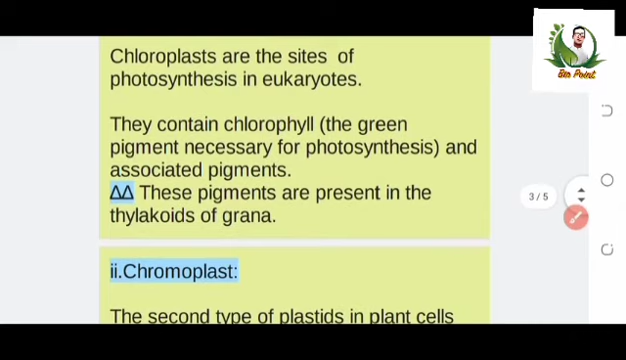 Chloroplasts are the sites of
photosynthesis in eukaryotes.
They contain chlorophyll (the green
pigment necessary for photosynthesis) and
associated pigments.
ΔΔ These pigments are present in the
thylakoids of grana.
ii.Chromoplast:
The second type of plastids in plant cells
3 / 5
Bio Point